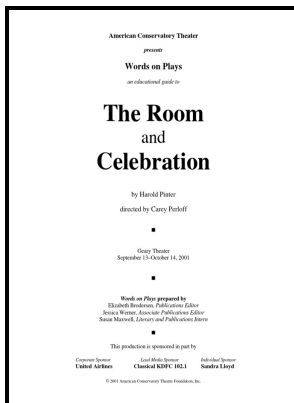 American Conservatory Theater
presents
Words on Plays
an educational guide to
The Room
and
Celebration
by Harold Pinter
directed by Carey Perloff
Geary Theater
September 13–October 14, 2001
Words on Plays prepared by
Elizabeth Brodersen, Publications Editor
Jessica Werner, Associate Publications Editor
Susan Maxwell, Literary and Publications Intern
This production is sponsored in part by
Corporate Sponsor Lead Media Sponsor Individual Sponsor
United Airlines Classical KDFC 102.1 Sandra Lloyd
© 2001 American Conservatory Theater Foundation, Inc.